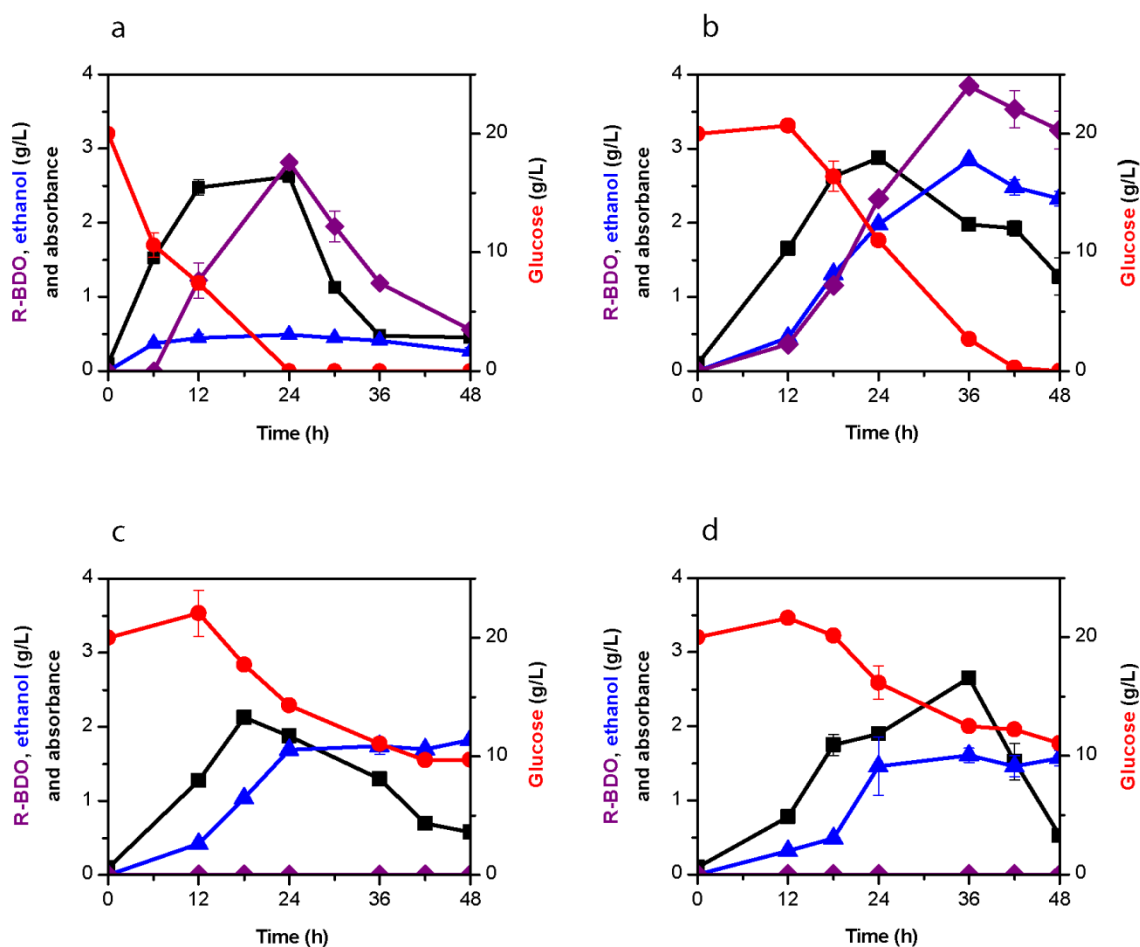 a
4
3
2
1
0
20
10
0
0 12 24 36 48
Time (h)
R-BDO, ethanol (g/L)
and absorbance
Glucose (g/L)
b
4
3
2
1
0
20
10
0
0 12 24 36 48
Time (h)
R-BDO, ethanol (g/L)
and absorbance
Glucose (g/L)
c
4
3
2
1
0
20
10
0
0 12 24 36 48
Time (h)
R-BDO, ethanol (g/L)
and absorbance
Glucose (g/L)
d
4
3
2
1
0
20
10
0
0 12 24 36 48
Time (h)
R-BDO, ethanol (g/L)
and absorbance
Glucose (g/L)